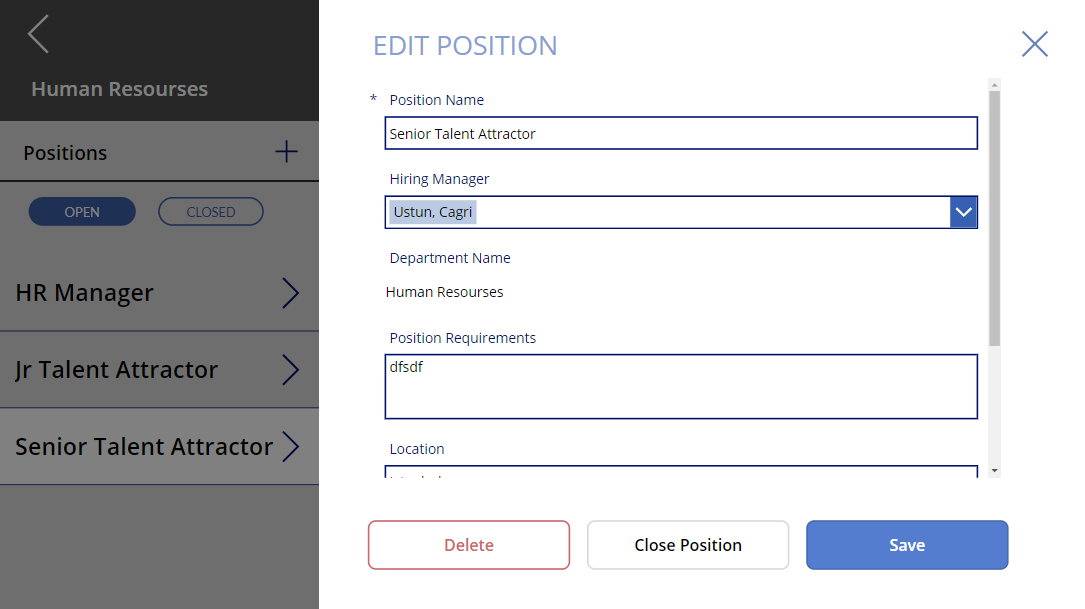 Human Resourses
Positions
OPEN
CLOSED
HR Manager
Jr Talent Attractor
Senior Talent Attractor
EDIT POSITION
* Position Name
Senior Talent Attractor
Hiring Manager
Ustun, Cagri
Department Name
Human Resourses
Position Requirements
dfsdf
Location
Delete
Close Position
Save